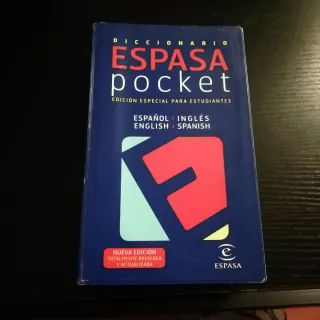 DICCIONARIO
ESPASA
pocket
EDICIÓN ESPECIAL PARA ESTUDIANTES
ESPAÑOL · INGLÉS
ENGLISH · SPANISH
NUEVA EDICIÓN
TOTALMENTE REVISADA
Y ACTUALIZADA
e
ESPASA